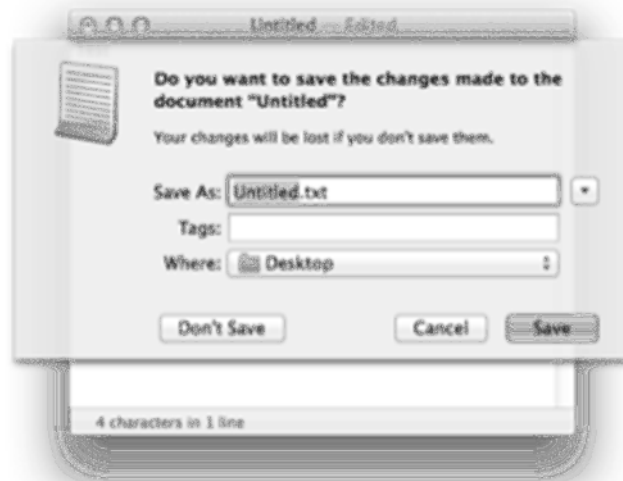 Untitled — Edited
Do you want to save the changes made to the
document “Untitled”?
Your changes will be lost if you don't save them.
Save As: Untitled.txt
Tags:
Where: Desktop
Don't Save Cancel Save
4 characters in 1 line